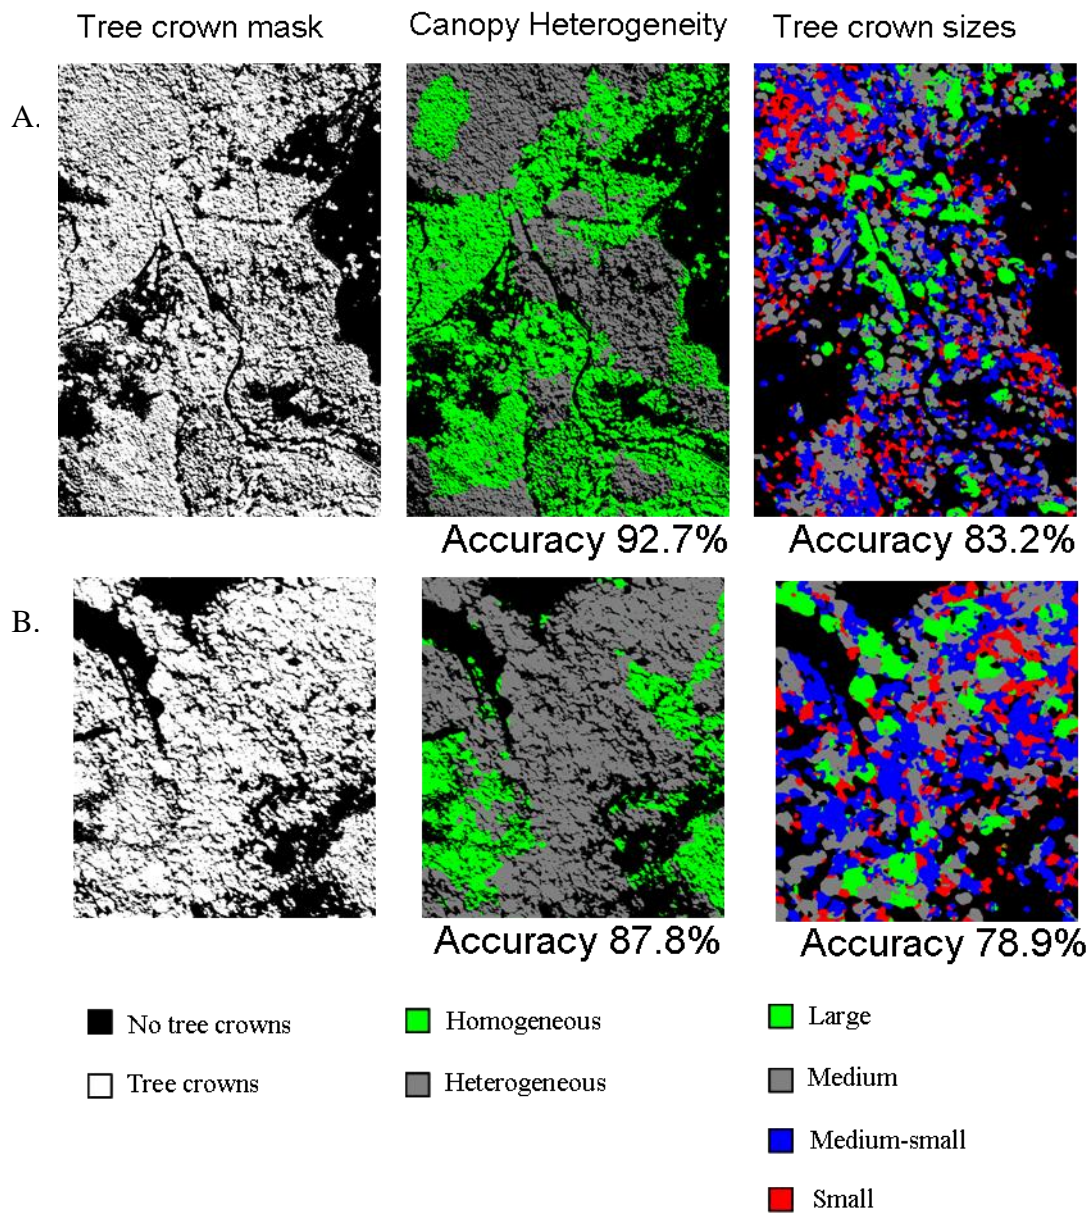 Tree crown mask Canopy Heterogeneity Tree crown sizes
A.
Accuracy 92.7% Accuracy 83.2%
B.
Accuracy 87.8% Accuracy 78.9%
No tree crowns Homogeneous Large
Tree crowns Heterogeneous Medium
Medium-small
Small